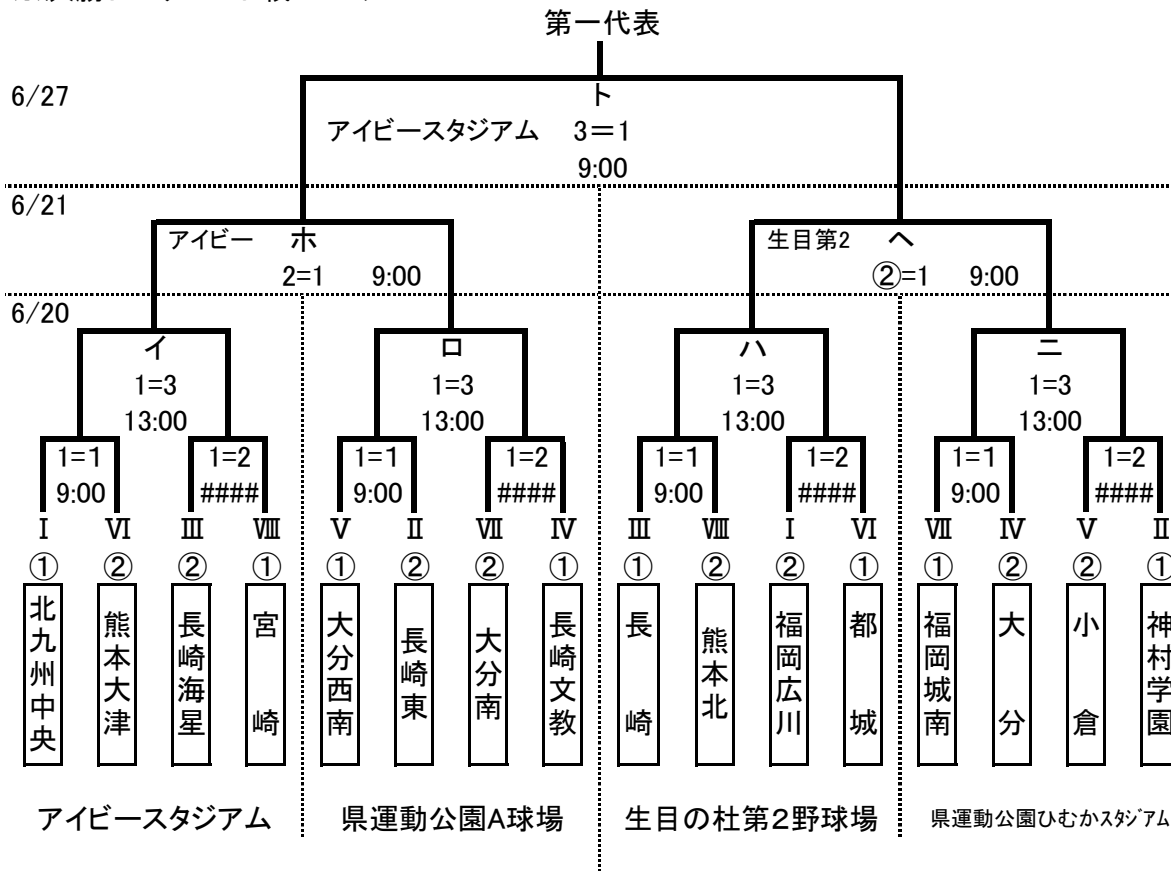 第一代表
6/27
ト
アイビースタジアム 3＝1
9:00
6/21
アイビー ホ 生目第2 ヘ
2=1 9:00 ②=1 9:00
6/20
イ ロ ハ ニ
1=3 1=3 1=3 1=3
13:00 13:00 13:00 13:00
1=1 1=2 1=1 1=2 1=1 1=2 1=1 1=2
9:00 #### 9:00 #### 9:00 #### 9:00 ####
Ⅰ Ⅵ Ⅲ Ⅷ Ⅴ Ⅱ Ⅶ Ⅳ Ⅲ Ⅷ Ⅰ Ⅵ Ⅶ Ⅳ Ⅴ Ⅱ
① ② ② ① ① ② ② ① ① ② ② ① ① ② ② ①
北九州中央 熊本大津 長崎海星 宮崎 大分西南 長崎東 大分南 長崎文教 長崎 熊本北 福岡広川 都城 福岡城南 大分 小倉 神村学園
アイビースタジアム 県運動公園A球場 生目の杜第2野球場 県運動公園ひむかスタジアム